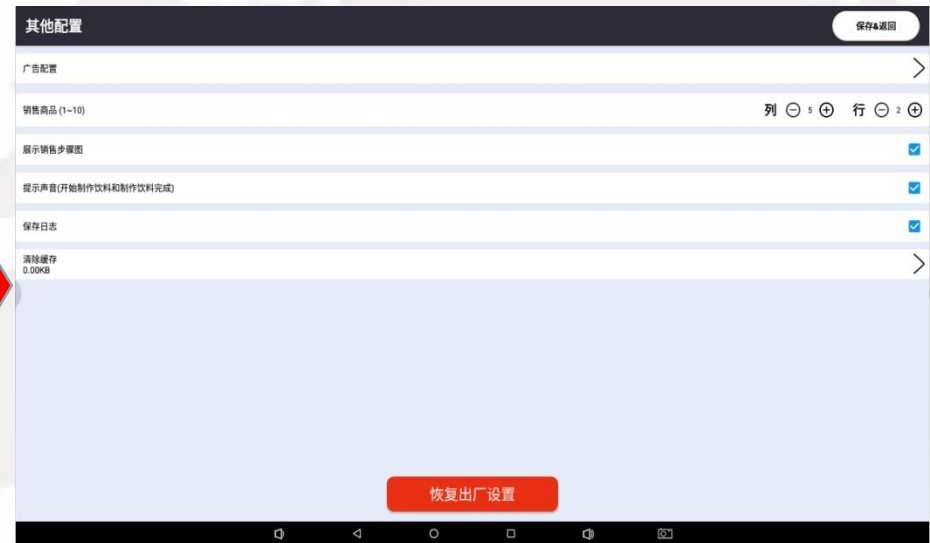 其他配置
保存&返回
广告配置
销售商品 (1~10)
列 5 行 2
展示销售步骤图
提示声音(开始制作饮料和制作饮料完成)
保存日志
清除缓存
0.00KB
恢复出厂设置